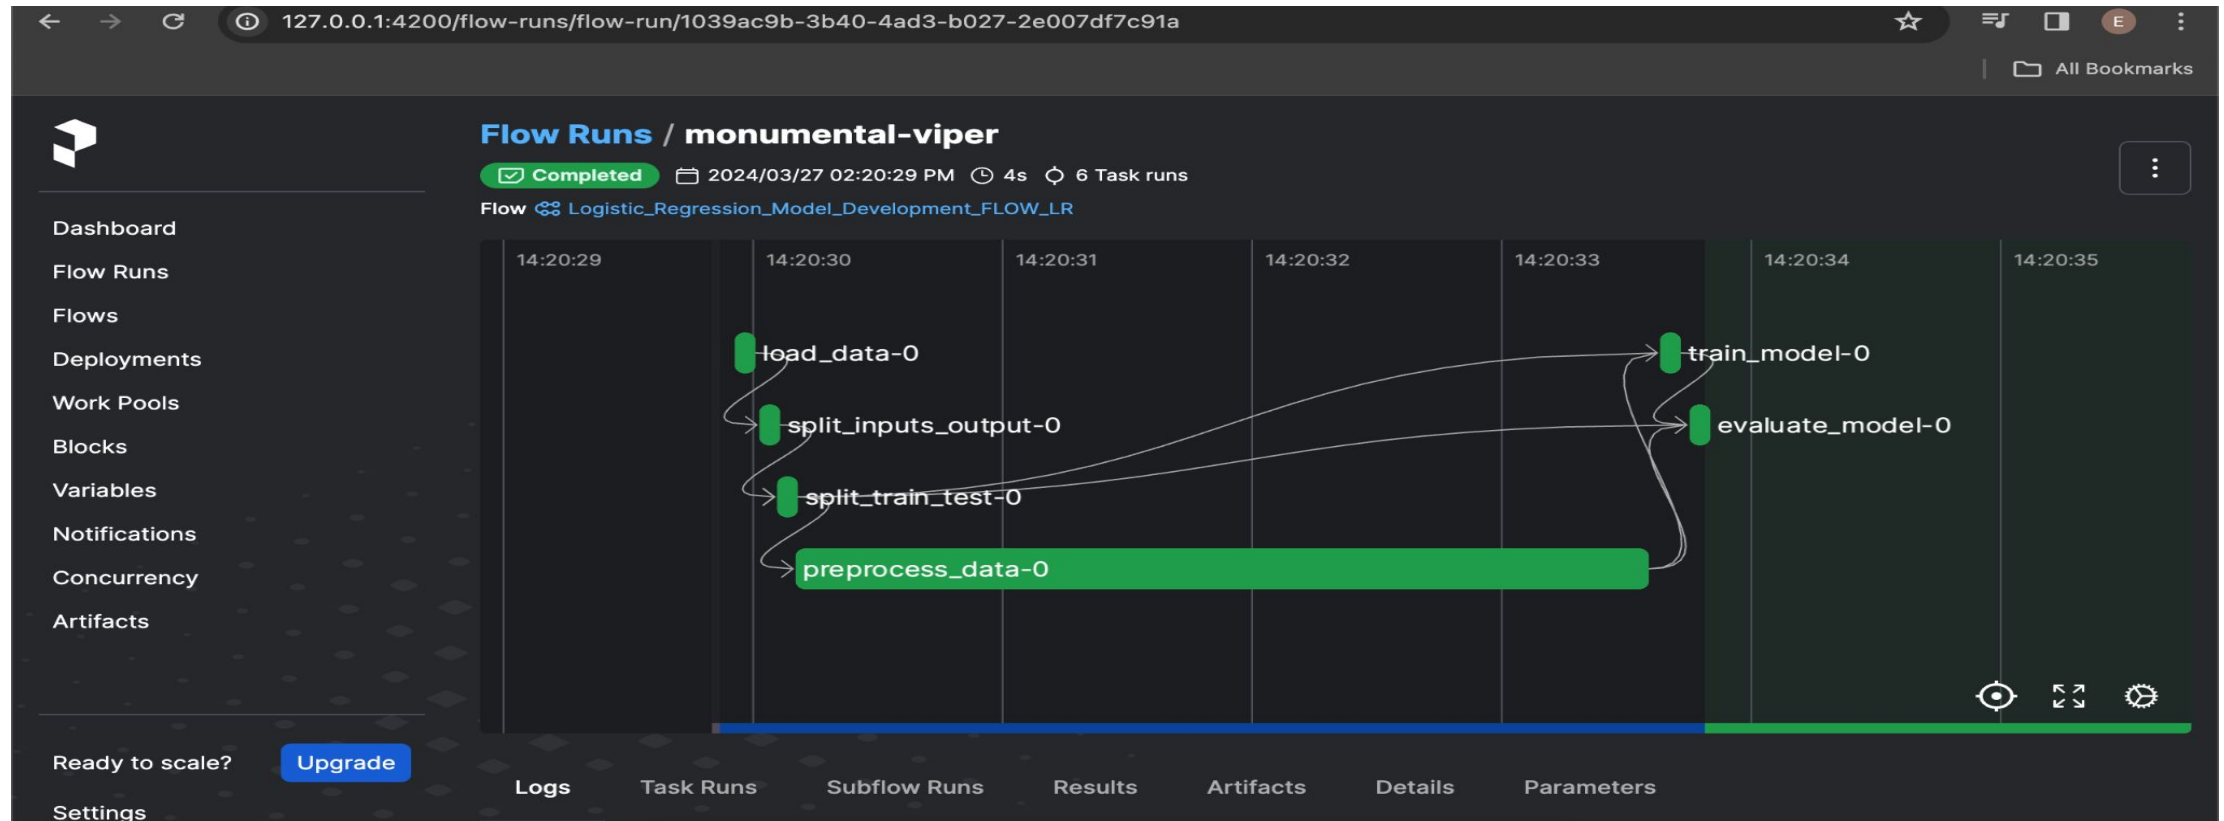 127.0.0.1:4200/flow-runs/flow-run/1039ac9b-3b40-4ad3-b027-2e007df7c91a
E
All Bookmarks
Flow Runs / monumental-viper
Completed 2024/03/27 02:20:29 PM 4s 6 Task runs
Flow Logistic_Regression_Model_Development_FLOW_LR
Dashboard
Flow Runs
Flows
Deployments
Work Pools
Blocks
Variables
Notifications
Concurrency
Artifacts
Ready to scale? Upgrade
Settings
14:20:29 14:20:30 14:20:31 14:20:32 14:20:33 14:20:34 14:20:35
load_data-0 train_model-0
split_inputs_output-0 evaluate_model-0
split_train_test-0
preprocess_data-0
Logs Task Runs Subflow Runs Results Artifacts Details Parameters